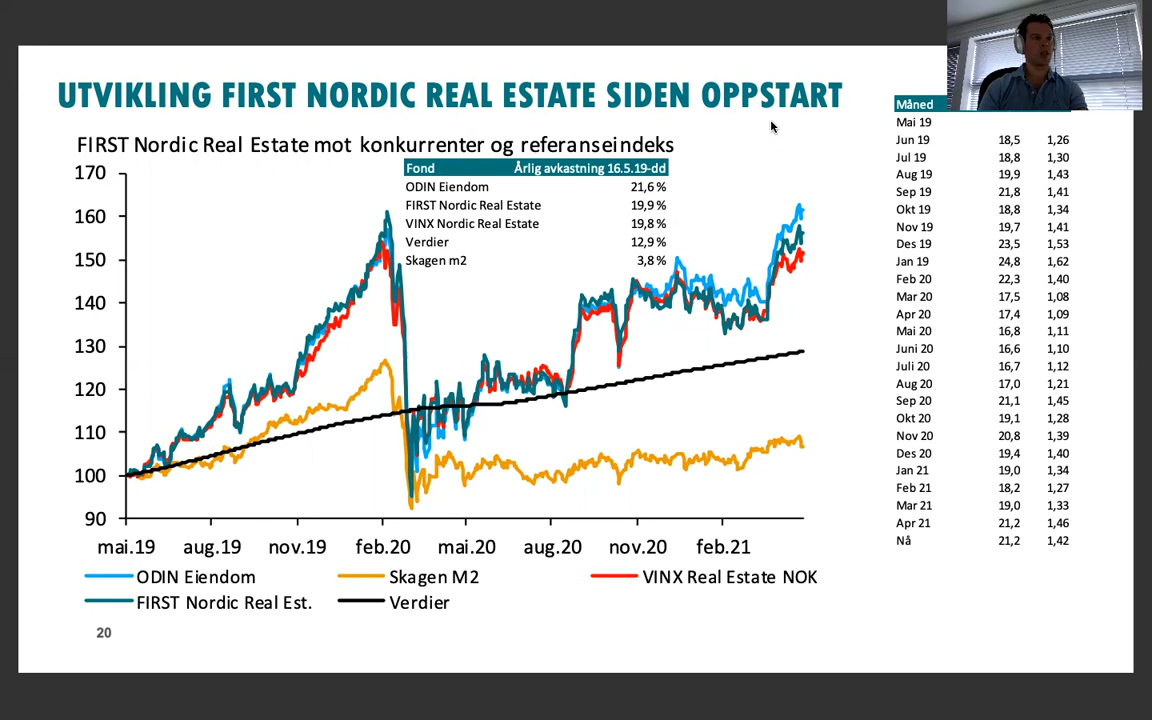 UTVIKLING FIRST NORDIC REAL ESTATE SIDEN OPPSTART
FIRST Nordic Real Estate mot konkurrenter og referanseindeks
Fond Årlig avkastning 16.5.19-dd
ODIN Eiendom 21,6 %
FIRST Nordic Real Estate 19,9 %
VINX Nordic Real Estate 19,8 %
Verdier 12,9 %
Skagen m2 3,8 %
170
160
150
140
130
120
110
100
90
mai.19 aug.19 nov.19 feb.20 mai.20 aug.20 nov.20 feb.21
ODIN Eiendom Skagen M2 VINX Real Estate NOK
FIRST Nordic Real Est. Verdier
20
Måned
Mai 19
Jun 19 18,5 1,26
Jul 19 18,8 1,30
Aug 19 19,9 1,43
Sep 19 21,8 1,41
Okt 19 18,8 1,34
Nov 19 19,7 1,41
Des 19 23,5 1,53
Jan 19 24,8 1,62
Feb 20 22,3 1,40
Mar 20 17,5 1,08
Apr 20 17,4 1,09
Mai 20 16,8 1,11
Juni 20 16,6 1,10
Juli 20 16,7 1,12
Aug 20 17,0 1,21
Sep 20 21,1 1,45
Okt 20 19,1 1,28
Nov 20 20,8 1,39
Des 20 19,4 1,40
Jan 21 19,0 1,34
Feb 21 18,2 1,27
Mar 21 19,0 1,33
Apr 21 21,2 1,46
Nå 21,2 1,42